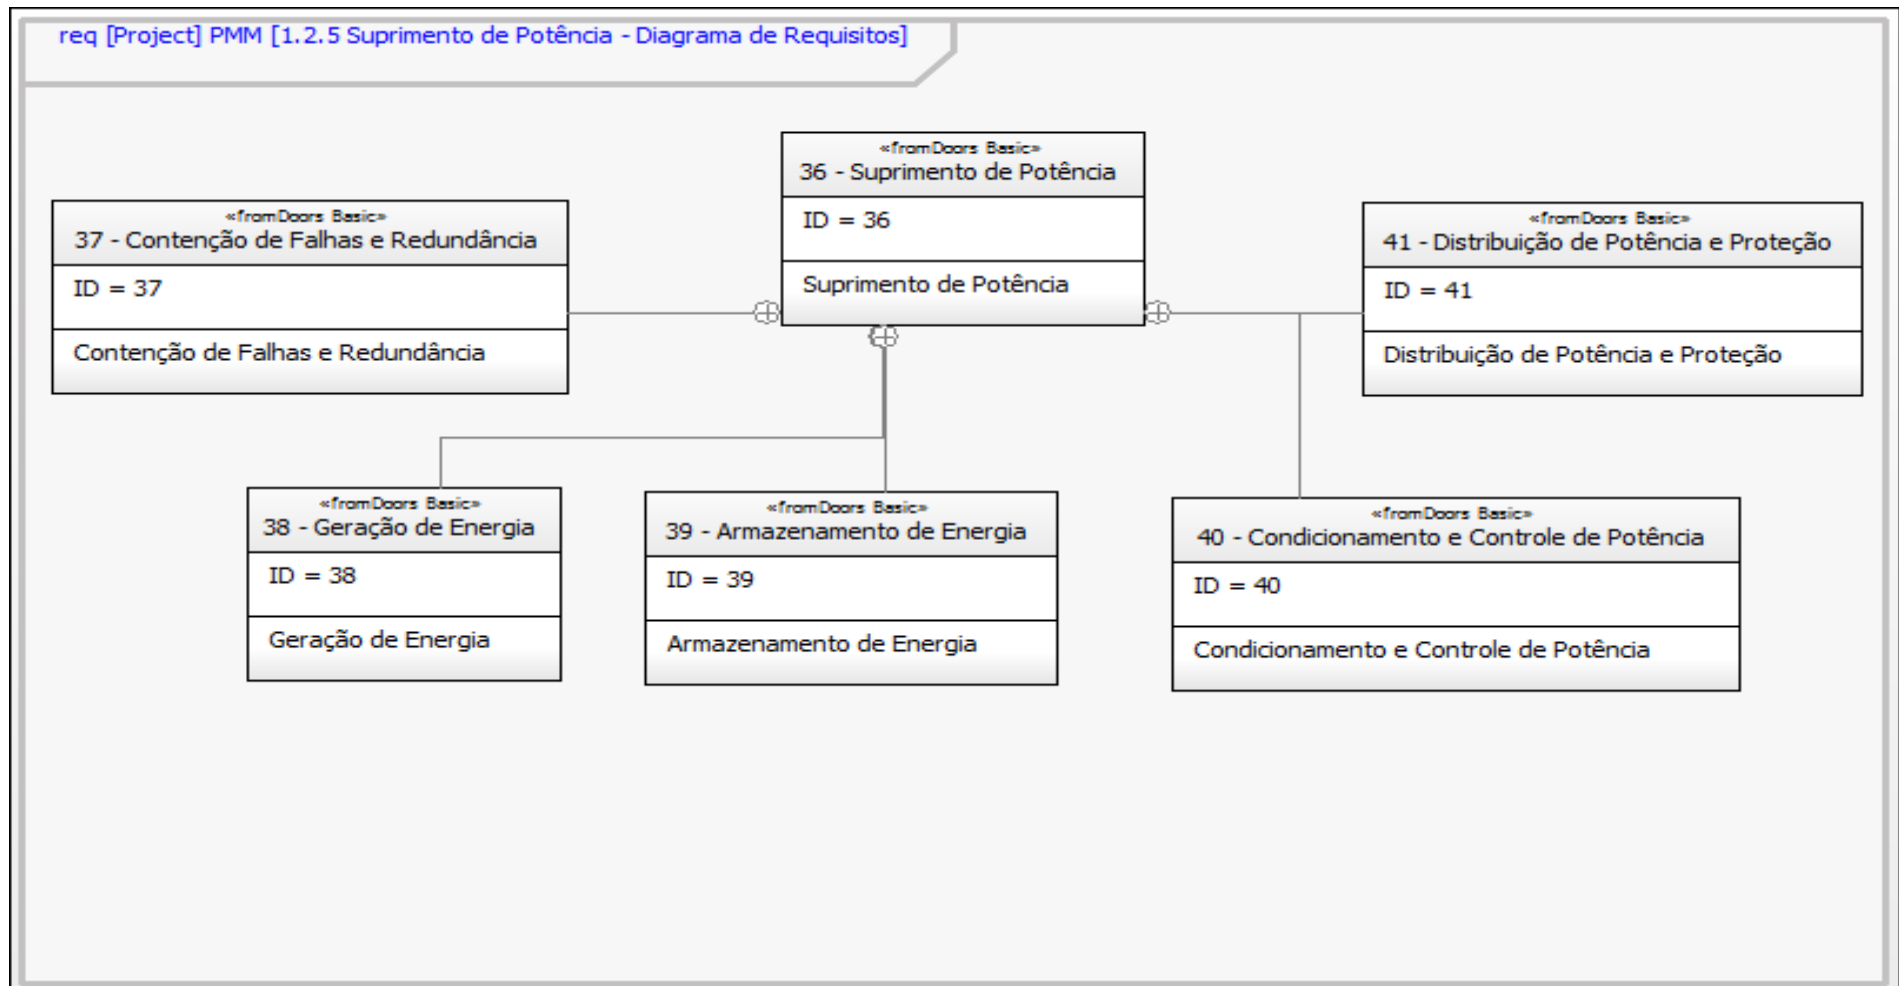 req [Project] PMM [1.2.5 Suprimento de Potência - Diagrama de Requisitos]
«fromDoors Basic»
36 - Suprimento de Potência
ID = 36
Suprimento de Potência
«fromDoors Basic»
37 - Contenção de Falhas e Redundância
ID = 37
Contenção de Falhas e Redundância
«fromDoors Basic»
41 - Distribuição de Potência e Proteção
ID = 41
Distribuição de Potência e Proteção
«fromDoors Basic»
38 - Geração de Energia
ID = 38
Geração de Energia
«fromDoors Basic»
39 - Armazenamento de Energia
ID = 39
Armazenamento de Energia
«fromDoors Basic»
40 - Condicionamento e Controle de Potência
ID = 40
Condicionamento e Controle de Potência